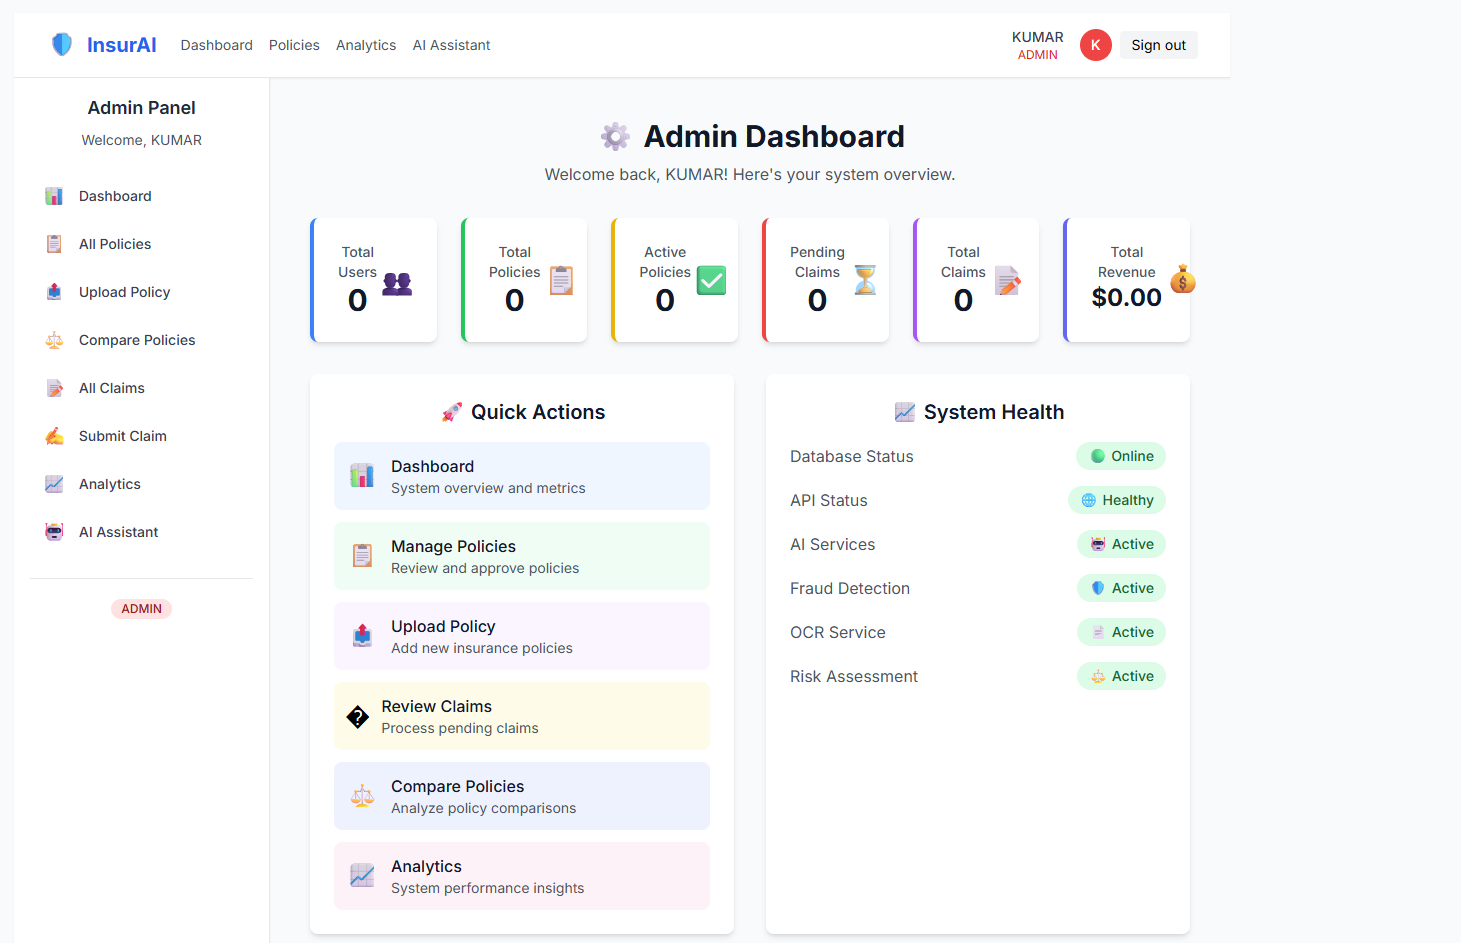 InsurAI Dashboard Policies Analytics AI Assistant
KUMAR
ADMIN
K
Sign out
Admin Panel
Welcome, KUMAR
Dashboard
All Policies
Upload Policy
Compare Policies
All Claims
Submit Claim
Analytics
AI Assistant
ADMIN
Admin Dashboard
Welcome back, KUMAR! Here's your system overview.
Total
Users
0
Total
Policies
0
Active
Policies
0
Pending
Claims
0
Total
Claims
0
Total
Revenue
$0.00
Quick Actions
Dashboard
System overview and metrics
Manage Policies
Review and approve policies
Upload Policy
Add new insurance policies
�
Review Claims
Process pending claims
Compare Policies
Analyze policy comparisons
Analytics
System performance insights
System Health
Database Status Online
API Status Healthy
AI Services Active
Fraud Detection Active
OCR Service Active
Risk Assessment Active